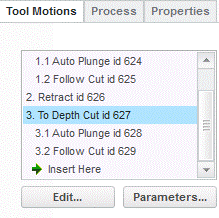 Tool Motions Process Properties
1.1 Auto Plunge id 624
1.2 Follow Cut id 625
2. Retract id 626
3. To Depth Cut id 627
3.1 Auto Plunge id 628
3.2 Follow Cut id 629
Insert Here
Edit... Parameters...